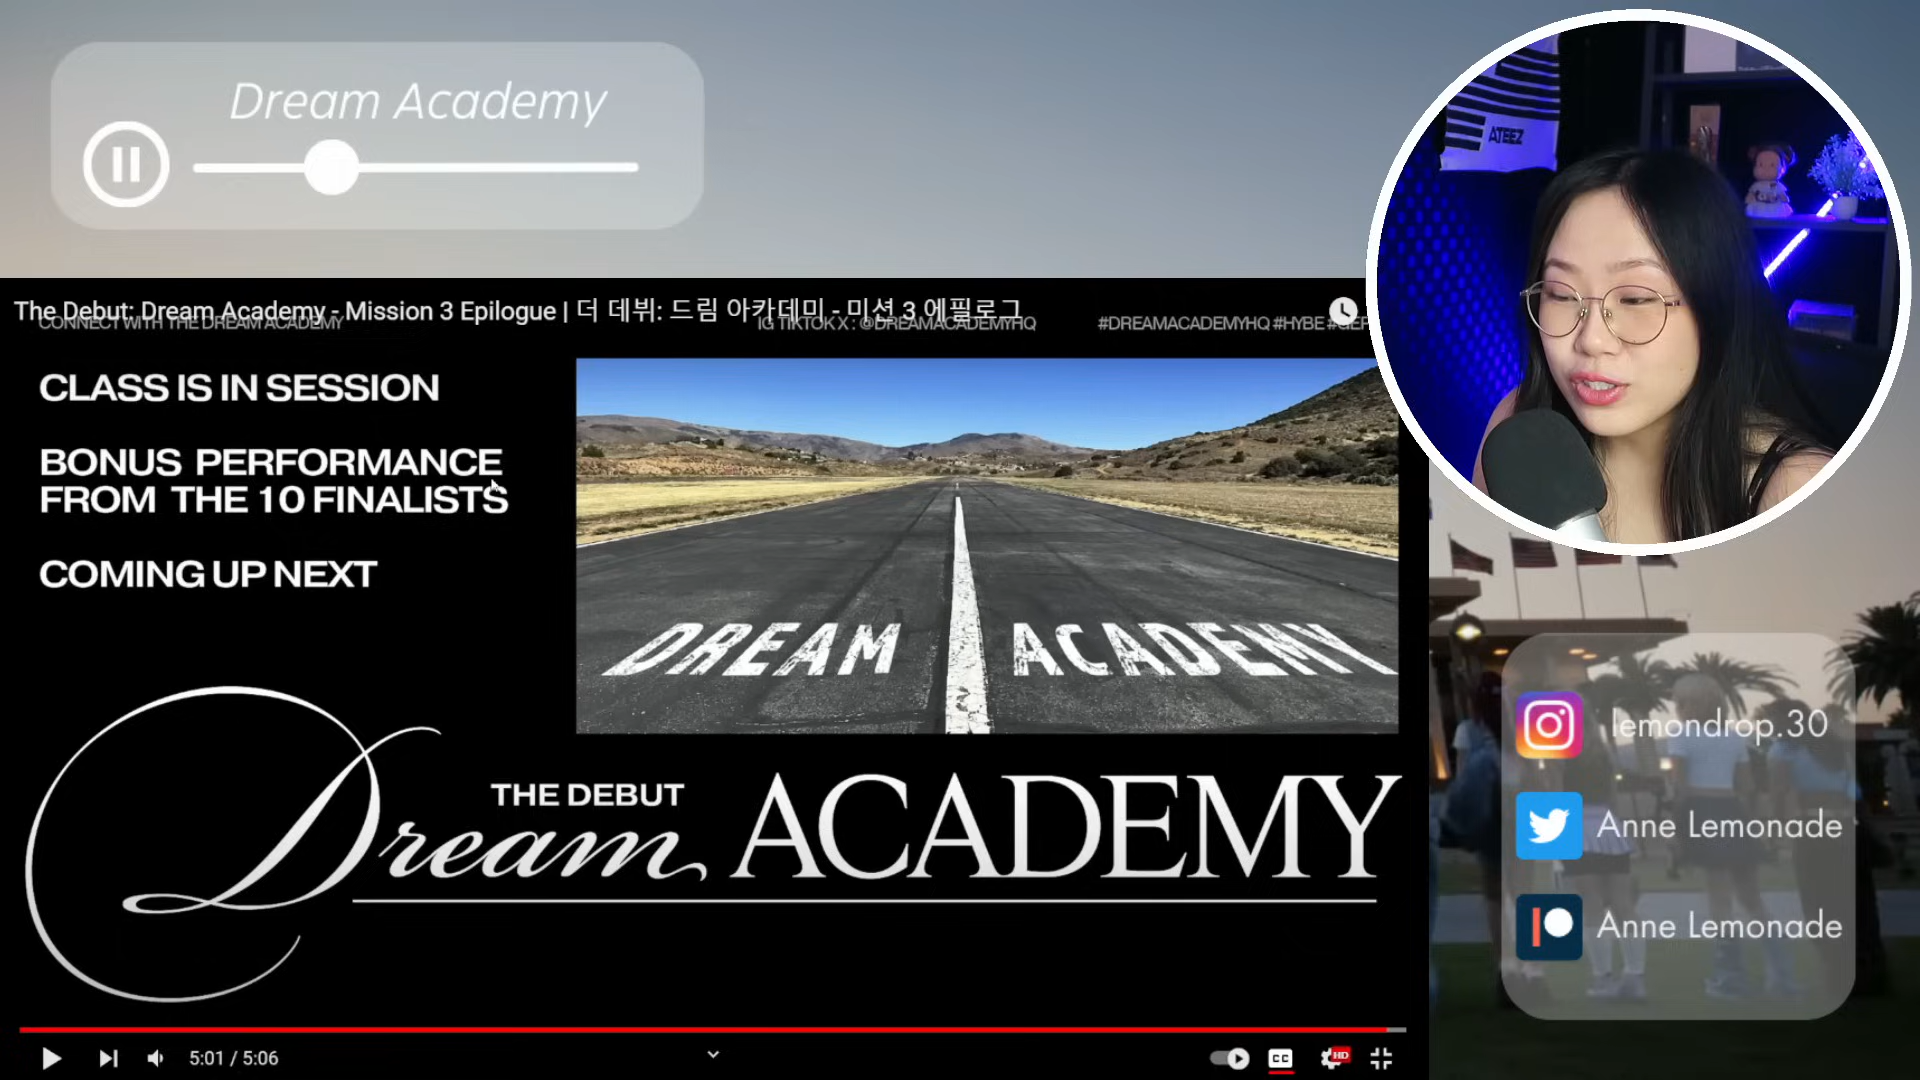 Dream Academy
ATEEZ
The Debut: Dream Academy - Mission 3 Epilogue | 더 데뷔: 드림 아카데미 - 미션 3 에필로그
CONNECT WITH THE DREAM ACADEMY
IG TIKTOK X : @DREAMACADEMYHQ
#DREAMACADEMYHQ #HYBE
CLASS IS IN SESSION
BONUS PERFORMANCE
FROM THE 10 FINALISTS
COMING UP NEXT
DREAM ACADEMY
THE DEBUT
Dream ACADEMY
lemondrop.30
Anne Lemonade
Anne Lemonade
5:01 / 5:06
CC
HD